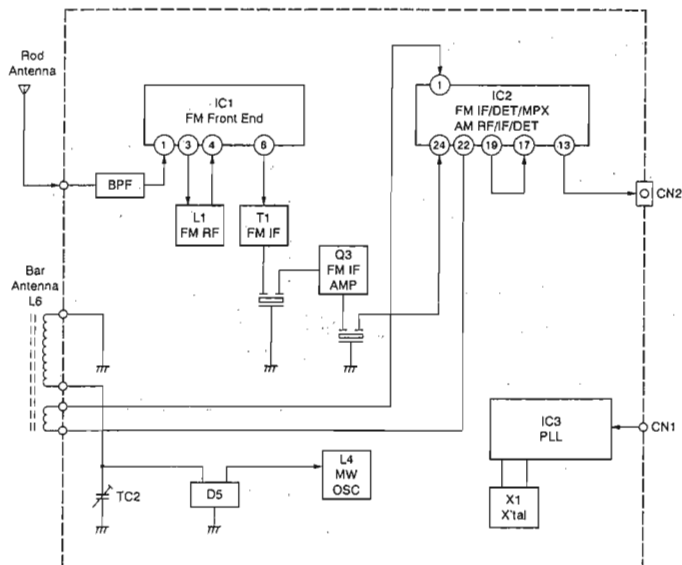 Rod
Antenna
BPF
IC1
FM Front End
1
3
4
6
L1
FM RF
T1
FM IF
Q3
FM IF
AMP
1
IC2
FM IF/DET/MPX
AM RF/IF/DET
24
22
19
17
13
CN2
Bar
Antenna
L6
TC2
D5
L4
MW
OSC
IC3
PLL
CN1
X1
X'tal